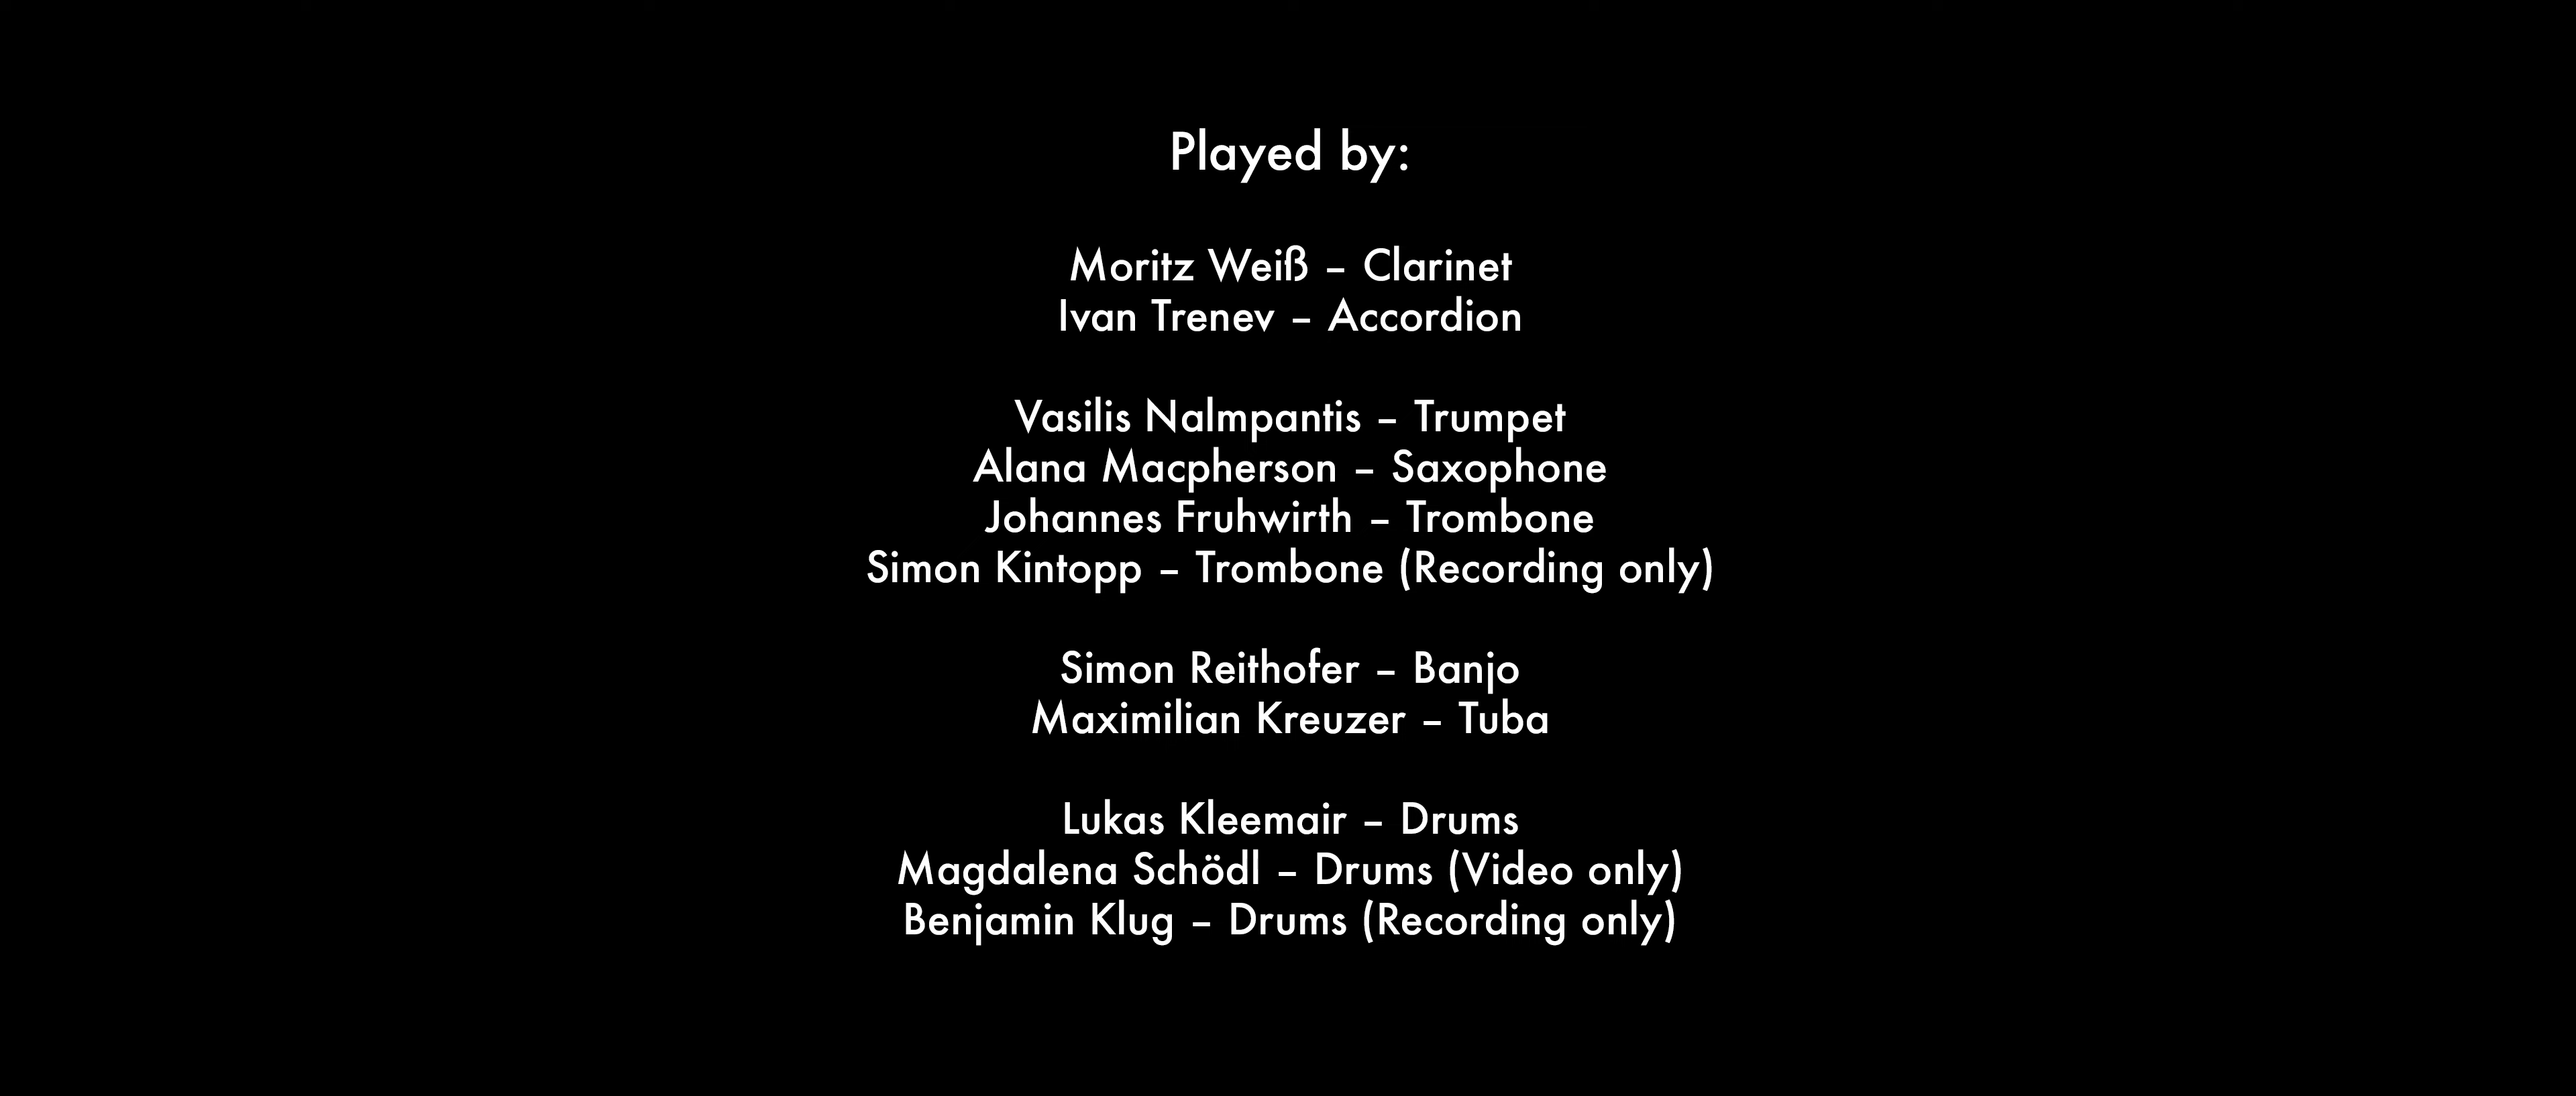 Played by:
Moritz Weiß – Clarinet
Ivan Trenev – Accordion
Vasilis Nalmpantis – Trumpet
Alana Macpherson – Saxophone
Johannes Fruhwirth – Trombone
Simon Kintopp – Trombone (Recording only)
Simon Reithofer – Banjo
Maximilian Kreuzer – Tuba
Lukas Kleemair – Drums
Magdalena Schödl – Drums (Video only)
Benjamin Klug – Drums (Recording only)